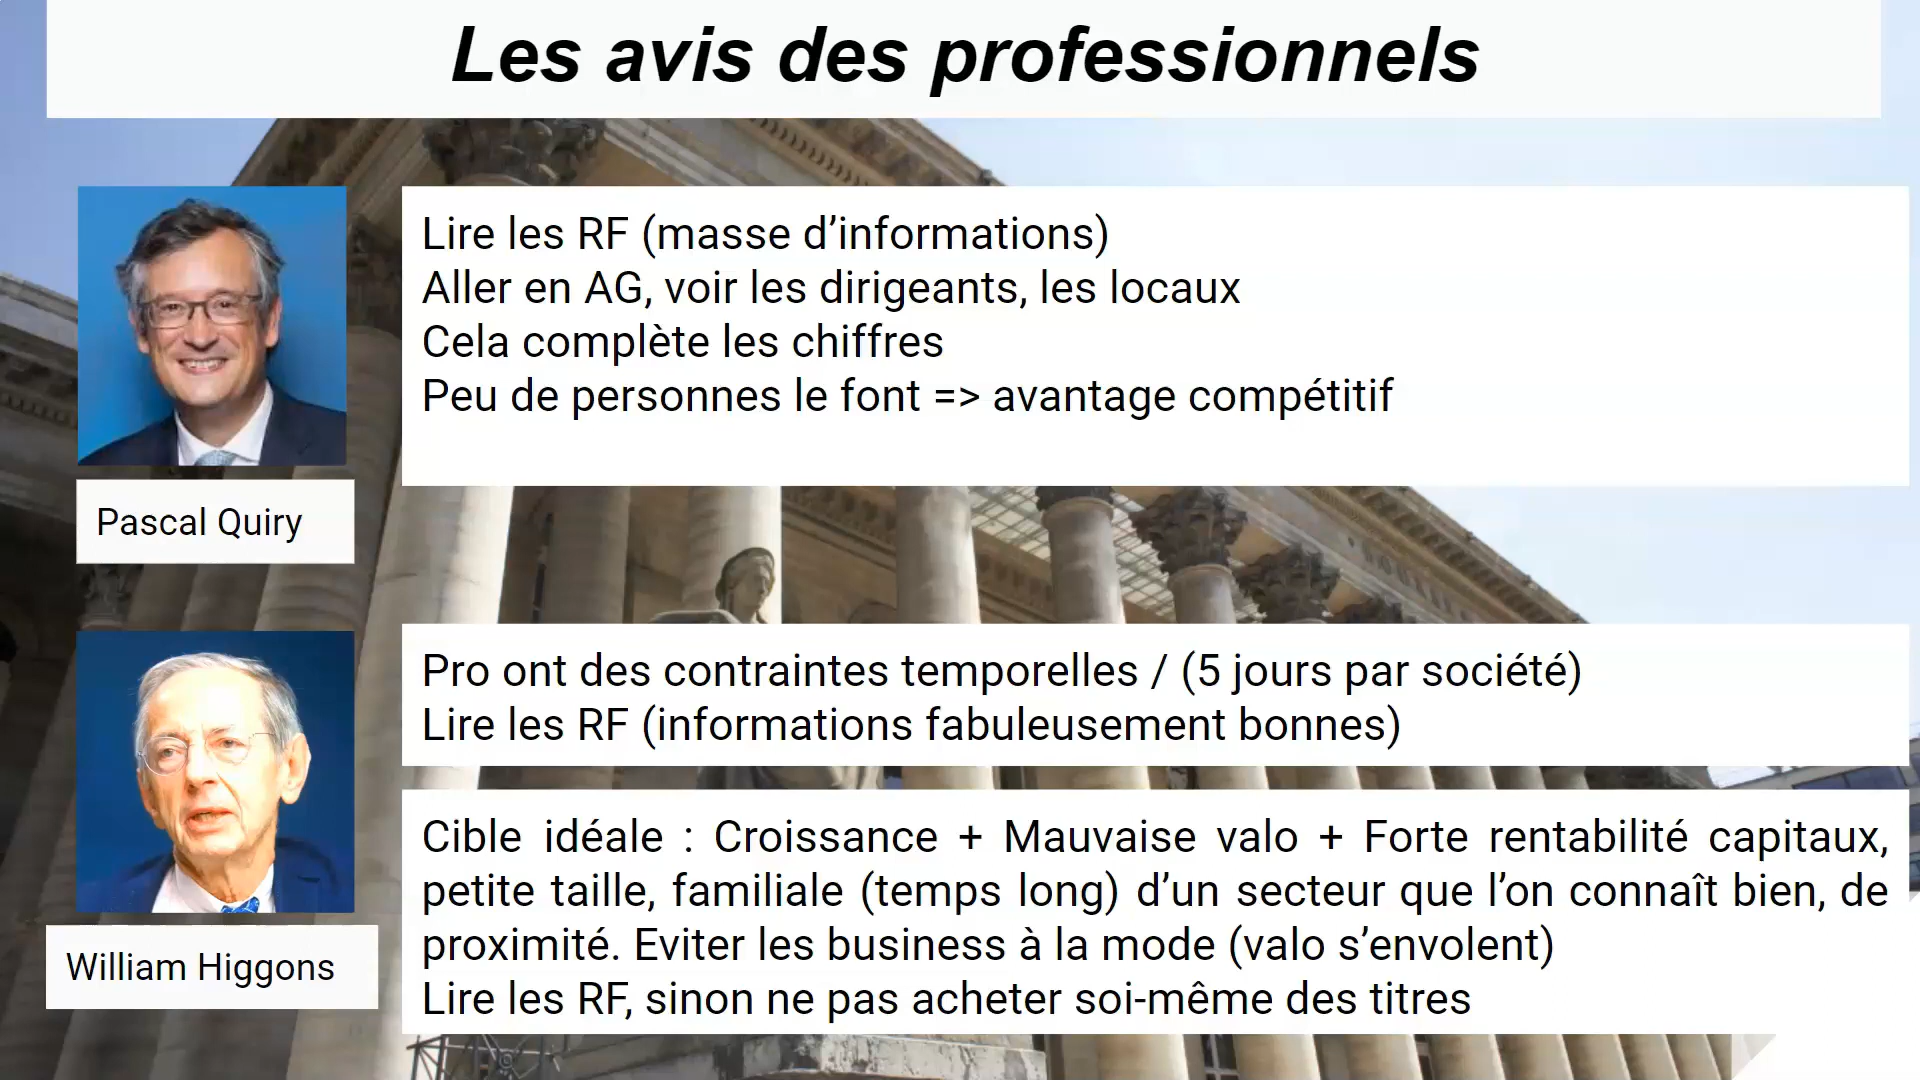 Les avis des professionnels
Lire les RF (masse d’informations)
Aller en AG, voir les dirigeants, les locaux
Cela complète les chiffres
Peu de personnes le font => avantage compétitif
Pascal Quiry
Pro ont des contraintes temporelles / (5 jours par société)
Lire les RF (informations fabuleusement bonnes)
Cible idéale : Croissance + Mauvaise valo + Forte rentabilité capitaux,
petite taille, familiale (temps long) d’un secteur que l’on connaît bien, de
proximité. Eviter les business à la mode (valo s’envolent)
Lire les RF, sinon ne pas acheter soi-même des titres
William Higgons